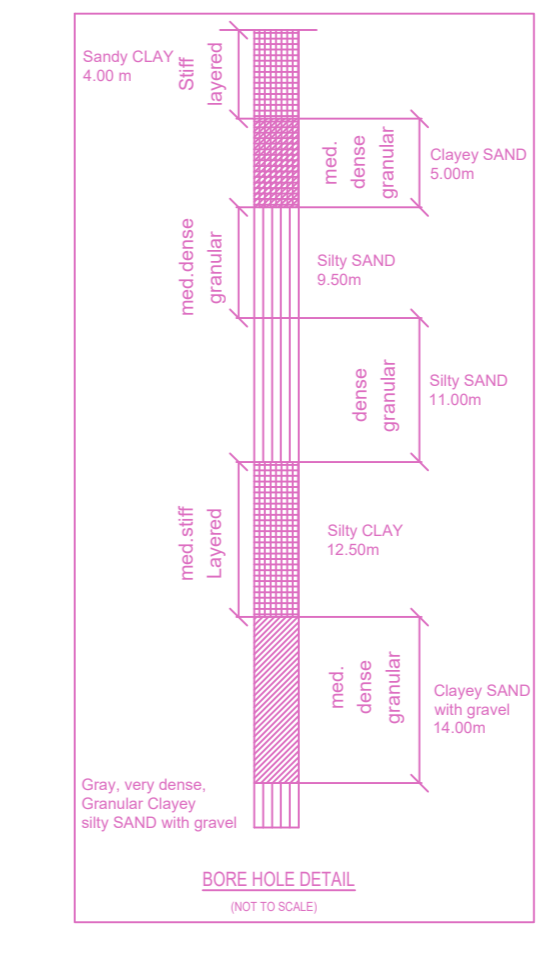 Sandy CLAY
4.00 m
Stiff
layered
med.
dense
granular
Clayey SAND
5.00m
med.dense
granular
Silty SAND
9.50m
dense
granular
Silty SAND
11.00m
med.stiff
Layered
Silty CLAY
12.50m
med.
dense
granular
Clayey SAND
with gravel
14.00m
Gray, very dense,
Granular Clayey
silty SAND with gravel
BORE HOLE DETAIL
(NOT TO SCALE)